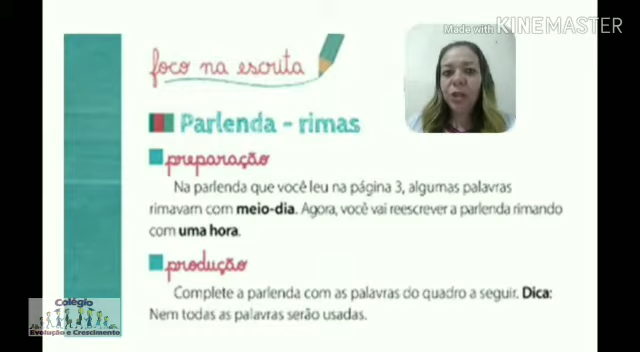 Made with KINEMASTER
foco na escrita
Parlenda - rimas
preparação
Na parlenda que você leu na página 3, algumas palavras
rimavam com meio-dia. Agora, você vai reescrever a parlenda rimando
com uma hora.
produção
Complete a parlenda com as palavras do quadro a seguir. Dica:
Nem todas as palavras serão usadas.
Colégio
Evolução e Crescimento